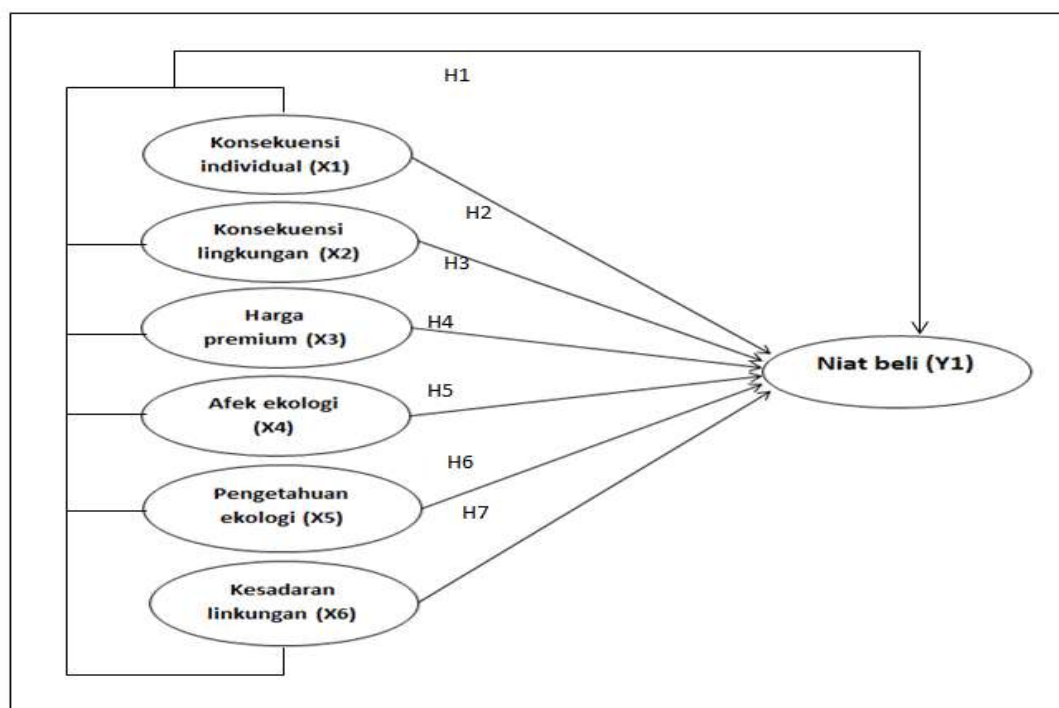 H1
Konsekuensi
individual (X1)
H2
Konsekuensi
lingkungan (X2)
H3
Harga
premium (X3)
H4
Niat beli (Y1)
Afek ekologi
(X4)
H5
H6
Pengetahuan
ekologi (X5)
H7
Kesadaran
linkungan (X6)